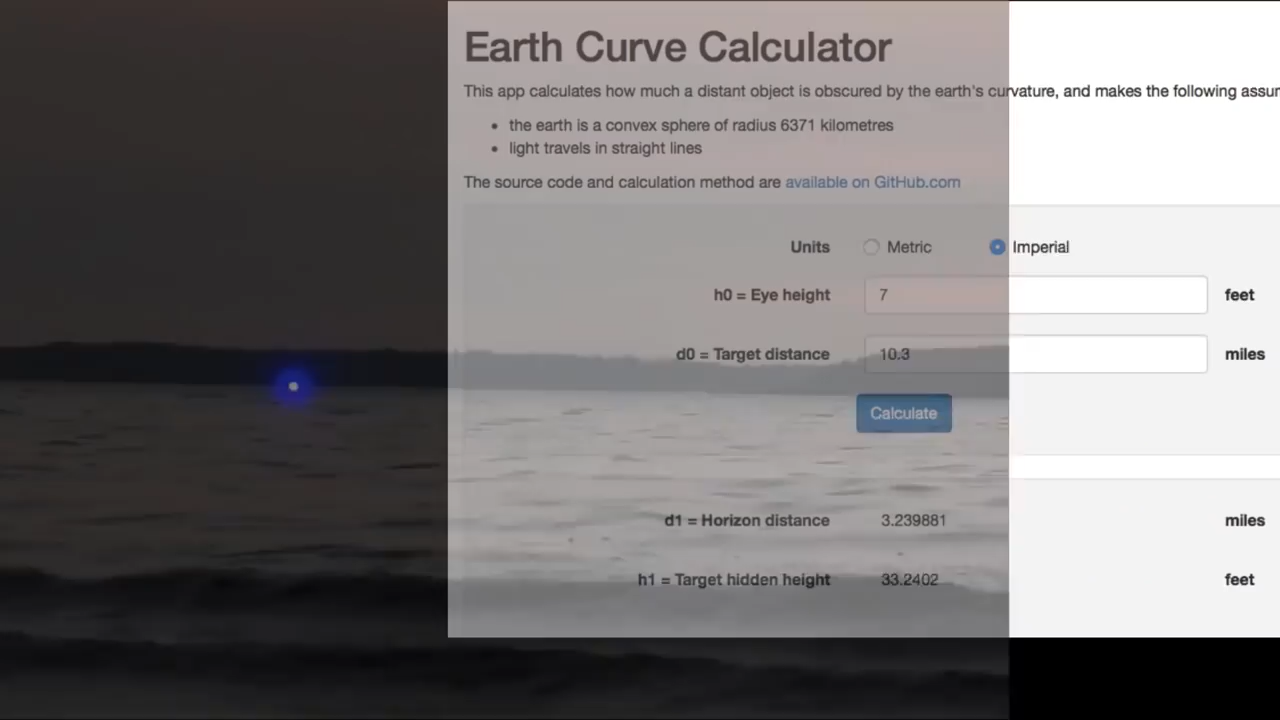 Earth Curve Calculator
This app calculates how much a distant object is obscured by the earth's curvature, and makes the following assum
the earth is a convex sphere of radius 6371 kilometres
light travels in straight lines
The source code and calculation method are available on GitHub.com
Units Metric Imperial
h0 = Eye height 7 feet
d0 = Target distance 10.3 miles
Calculate
d1 = Horizon distance 3.239881 miles
h1 = Target hidden height 33.2402 feet